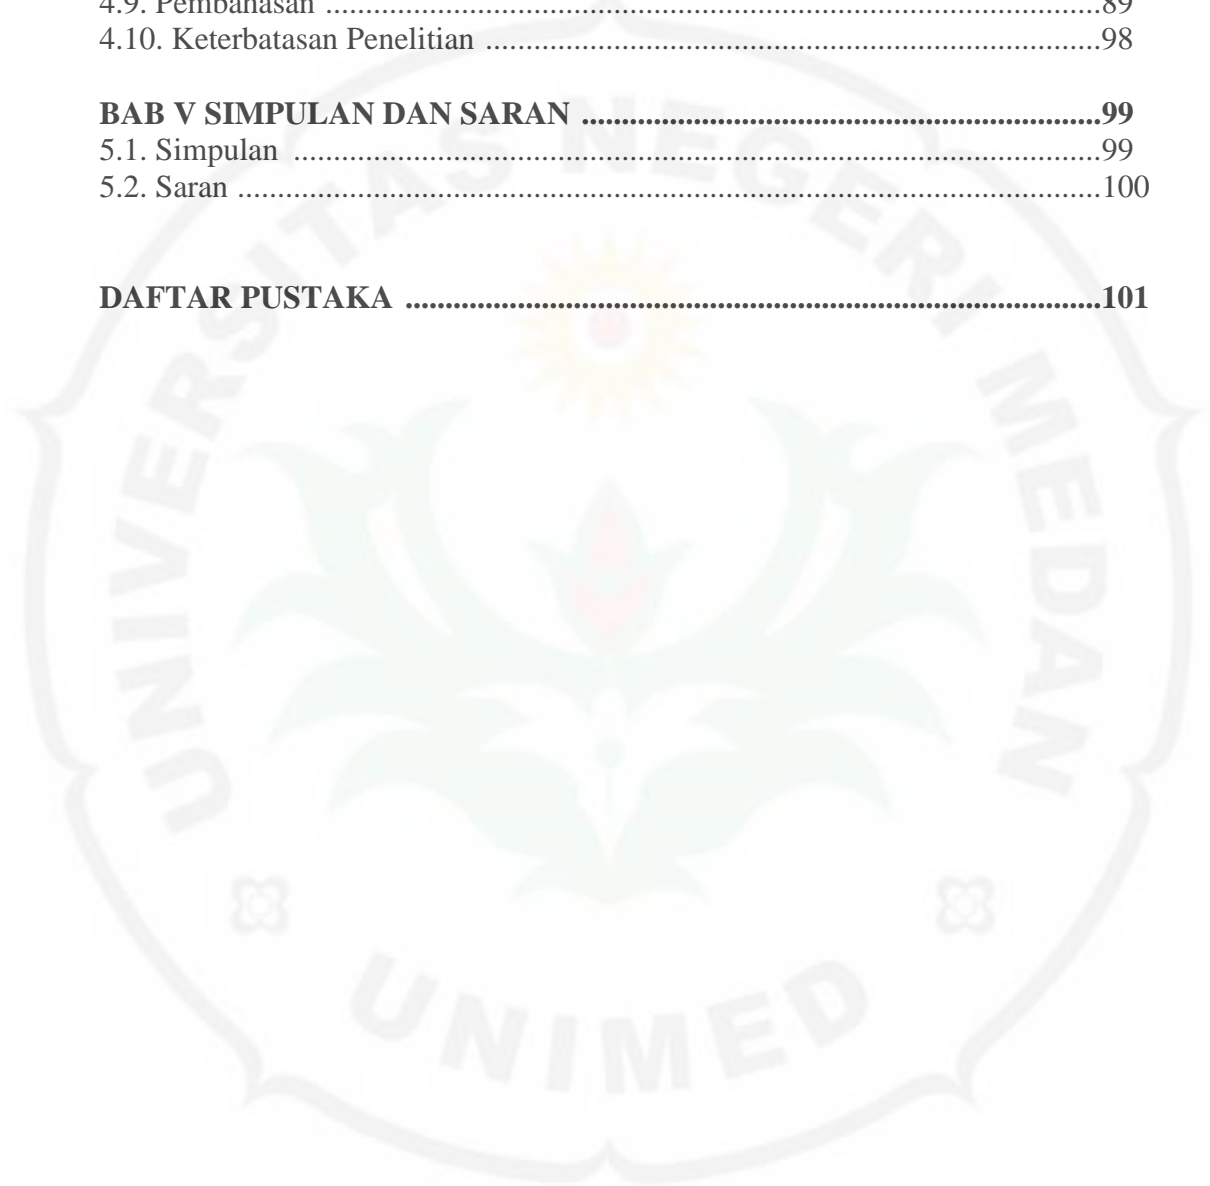 4.9. Pembahasan ....................................................................................................89
4.10. Keterbatasan Penelitian ...............................................................................98
BAB V SIMPULAN DAN SARAN ..................................................................99
5.1. Simpulan ........................................................................................................99
5.2. Saran ...............................................................................................................100
DAFTAR PUSTAKA .........................................................................................101
UNIVERSITAS NEGERI MEDAN
UNIMED